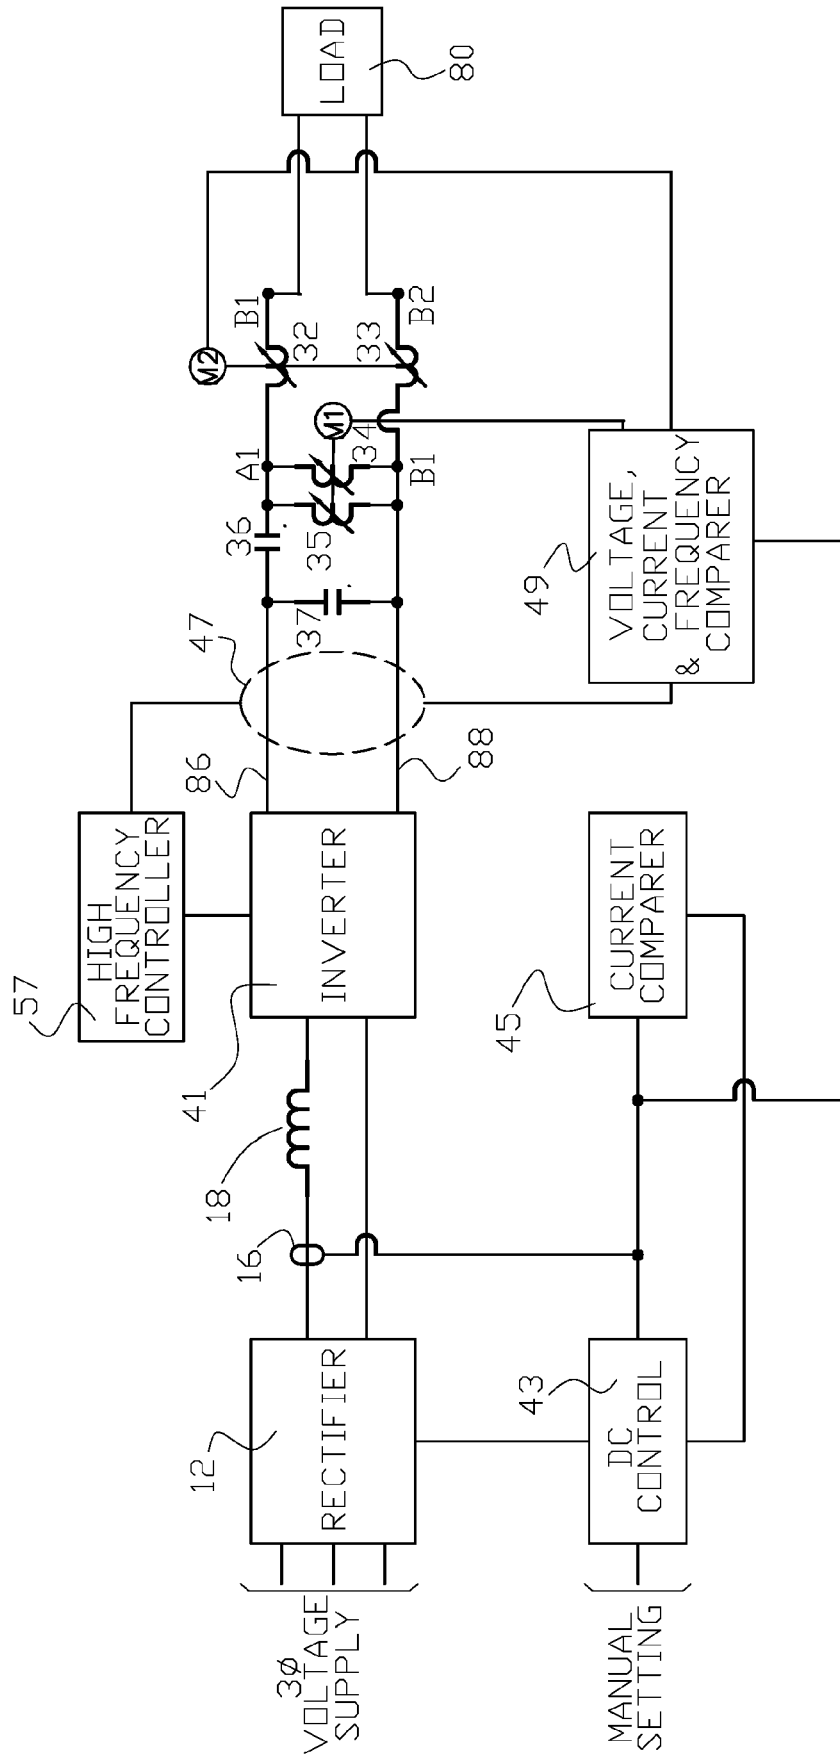 3Ø
VOLTAGE
SUPPLY
12
RECTIFIER
16
18
41
INVERTER
57
HIGH
FREQUENCY
CONTROLLER
86
88
47
37
36
35
A1
34
B1
M1
M2
32
33
B1
B2
LOAD
80
MANUAL
SETTING
DC
CONTROL
43
45
CURRENT
COMPARER
49
VOLTAGE,
CURRENT
& FREQUENCY
COMPARER